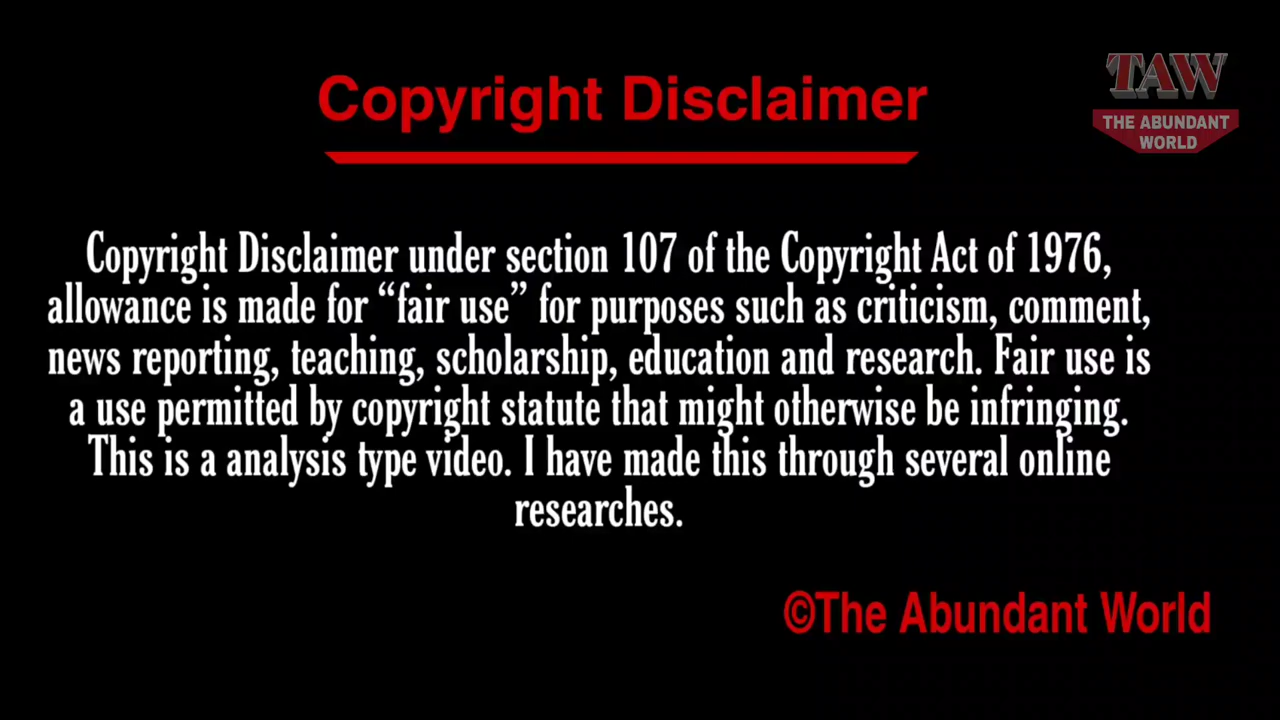 Copyright Disclaimer
TAW
THE ABUNDANT
WORLD
Copyright Disclaimer under section 107 of the Copyright Act of 1976,
allowance is made for “fair use” for purposes such as criticism, comment,
news reporting, teaching, scholarship, education and research. Fair use is
a use permitted by copyright statute that might otherwise be infringing.
This is a analysis type video. I have made this through several online
researches.
©The Abundant World